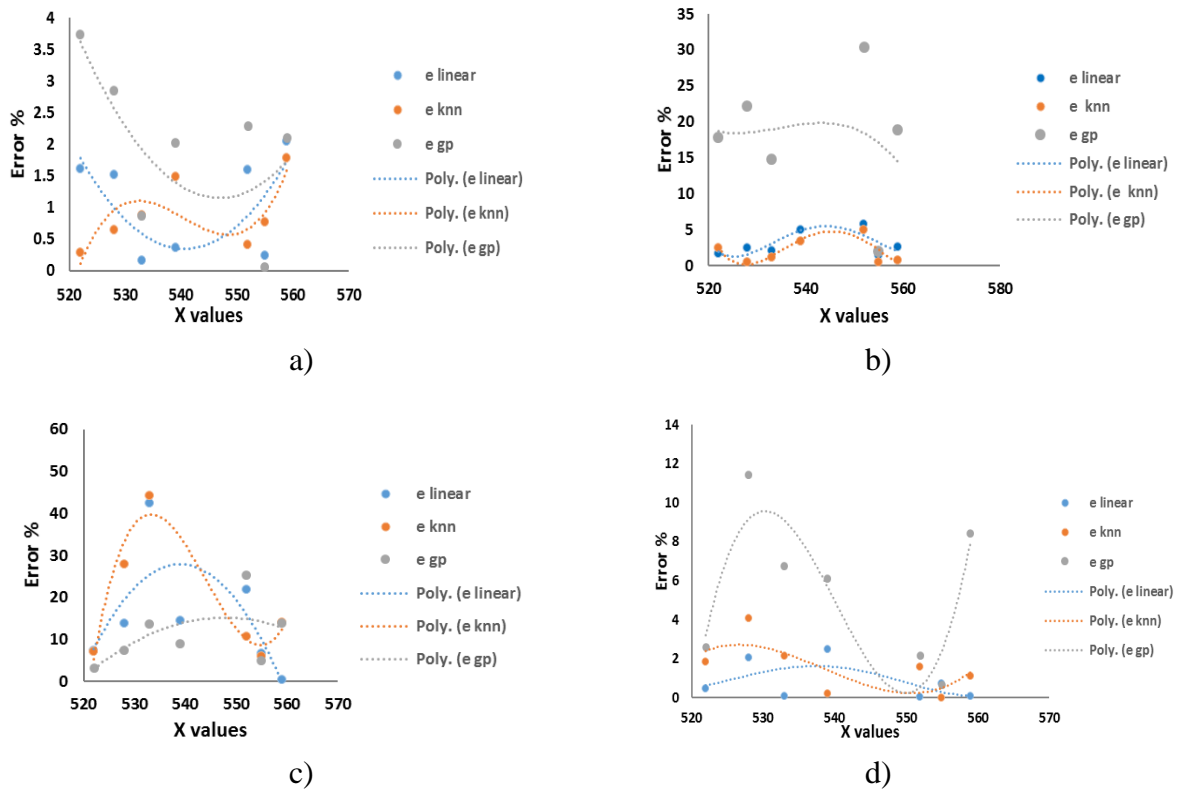 4
3.5
3
2.5
2
1.5
1
0.5
0
Error %
520 530 540 550 560 570
X values
e linear
e knn
e gp
Poly. (e linear)
Poly. (e knn)
Poly. (e gp)
a)
35
30
25
20
15
10
5
0
Error %
520 540 560 580
X values
e linear
e knn
e gp
Poly. (e linear)
Poly. (e knn)
Poly. (e gp)
b)
60
50
40
30
20
10
0
Error %
520 530 540 550 560 570
X values
e linear
e knn
e gp
Poly. (e linear)
Poly. (e knn)
Poly. (e gp)
c)
14
12
10
8
6
4
2
0
Error %
520 530 540 550 560 570
X values
e linear
e knn
e gp
Poly. (e linear)
Poly. (e knn)
Poly. (e gp)
d)